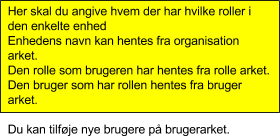 Her skal du angive hvem der har hvilke roller i
den enkelte enhed
Enhedens navn kan hentes fra organisation
arket.
Den rolle som brugeren har hentes fra rolle arket.
Den bruger som har rollen hentes fra bruger
arket.
Du kan tilføje nye brugere på brugerarket.